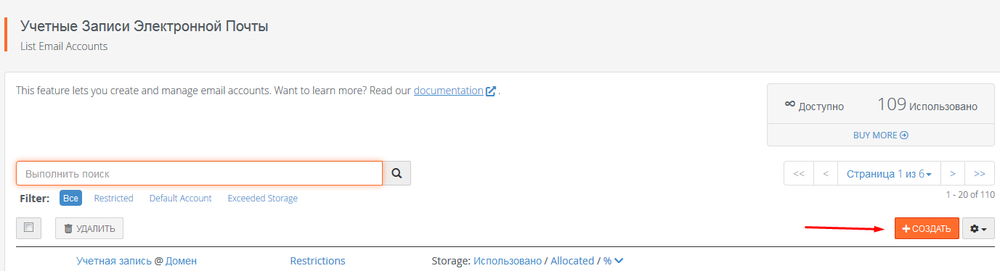 Учетные Записи Электронной Почты
List Email Accounts
This feature lets you create and manage email accounts. Want to learn more? Read our documentation .
∞ Доступно 109 Использовано
BUY MORE
Выполнить поиск
<< < Страница 1 из 6 > >>
Filter: Все Restricted Default Account Exceeded Storage
1 - 20 of 110
УДАЛИТЬ
+ СОЗДАТЬ
Учетная запись @ Домен Restrictions Storage: Использовано / Allocated / %